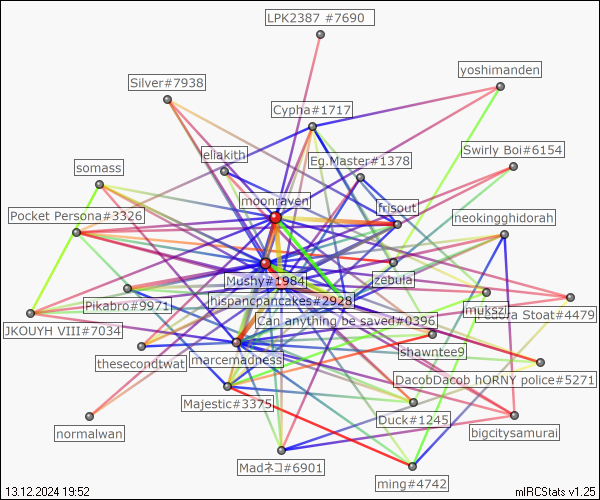 LPK2387 #7690
yoshimanden
Silver#7938
Cypha#1717
Swirly Boi#6154
eliakith
Eg.Master#1378
somass
moonraven
frisout
Pocket Persona#3326
neokingghidorah
Mushy#1984
zebula
Pikabro#9971
hispancpancakes#2928
mukszi
Stoat#4479
JKOUYH VIII#7034
Can anything be saved#0396
shawntee9
thesecondtwat
marcemadness
DacobDacob hORNY police#5271
Majestic#3375
Duck#1245
normalwan
bigcitysamurai
Madネコ#6901
ming#4742
13.12.2024 19:52
mIRCStats v1.25